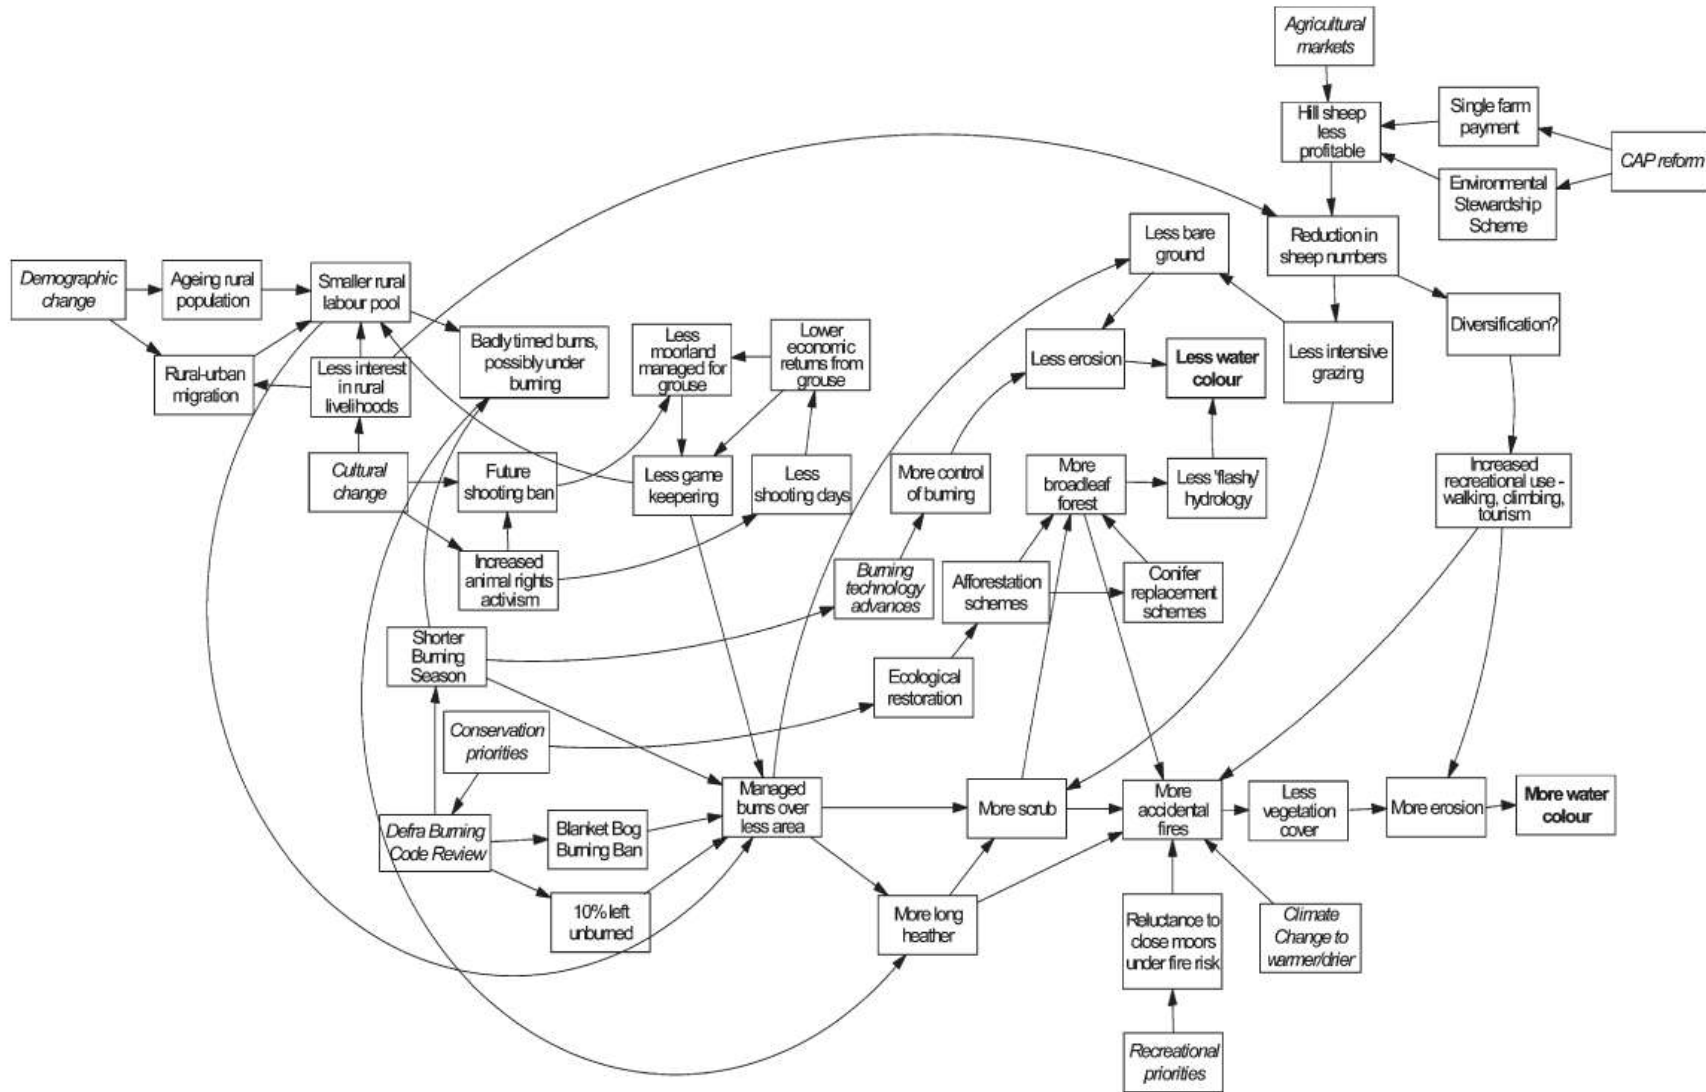 Agricultural
markets
Hill sheep
less
profitable
Single farm
payment
CAP reform
Environmental
Stewardship
Scheme
Less bare
ground
Reduction in
sheep numbers
Demographic
change
Ageing rural
population
Smaller rural
labour pool
Badly timed burns,
possibly under
burning
Less
moorland
managed for
grouse
Lower
economic
returns from
grouse
Less erosion
Less water
colour
Less intensive
grazing
Diversification?
Rural-urban
migration
Less interest
in rural
livelihoods
Cultural
change
Future
shooting ban
Less game
keepering
Less
shooting days
More control
of burning
More
broadleaf
forest
Less 'flashy'
hydrology
Increased
recreational use -
walking, climbing,
tourism
Increased
animal rights
activism
Burning
technology
advances
Afforestation
schemes
Conifer
replacement
schemes
Shorter
Burning
Season
Ecological
restoration
Conservation
priorities
Defra Burning
Code Review
Blanket Bog
Burning Ban
Managed
burns over
less area
More scrub
More
accidental
fires
Less
vegetation
cover
More erosion
More water
colour
10% left
unburned
More long
heather
Reluctance to
close moors
under fire risk
Climate
Change to
warmer/drier
Recreational
priorities